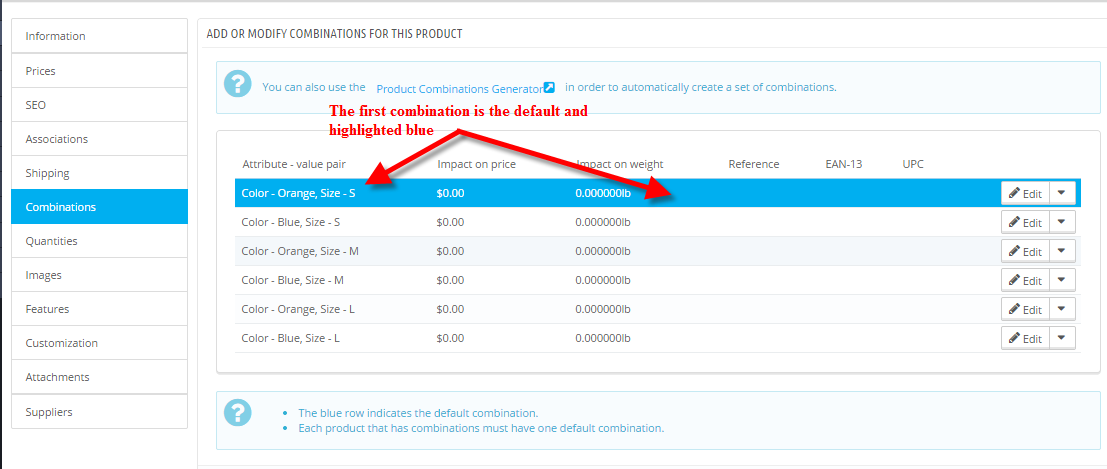 Information
Prices
SEO
Associations
Shipping
Combinations
Quantities
Images
Features
Customization
Attachments
Suppliers
ADD OR MODIFY COMBINATIONS FOR THIS PRODUCT
You can also use the Product Combinations Generator in order to automatically create a set of combinations.
The first combination is the default and
highlighted blue
Attribute - value pair Impact on price Impact on weight Reference EAN-13 UPC
Color - Orange, Size - S $0.00 0.000000lb Edit
Color - Blue, Size - S $0.00 0.000000lb Edit
Color - Orange, Size - M $0.00 0.000000lb Edit
Color - Blue, Size - M $0.00 0.000000lb Edit
Color - Orange, Size - L $0.00 0.000000lb Edit
Color - Blue, Size - L $0.00 0.000000lb Edit
The blue row indicates the default combination.
Each product that has combinations must have one default combination.